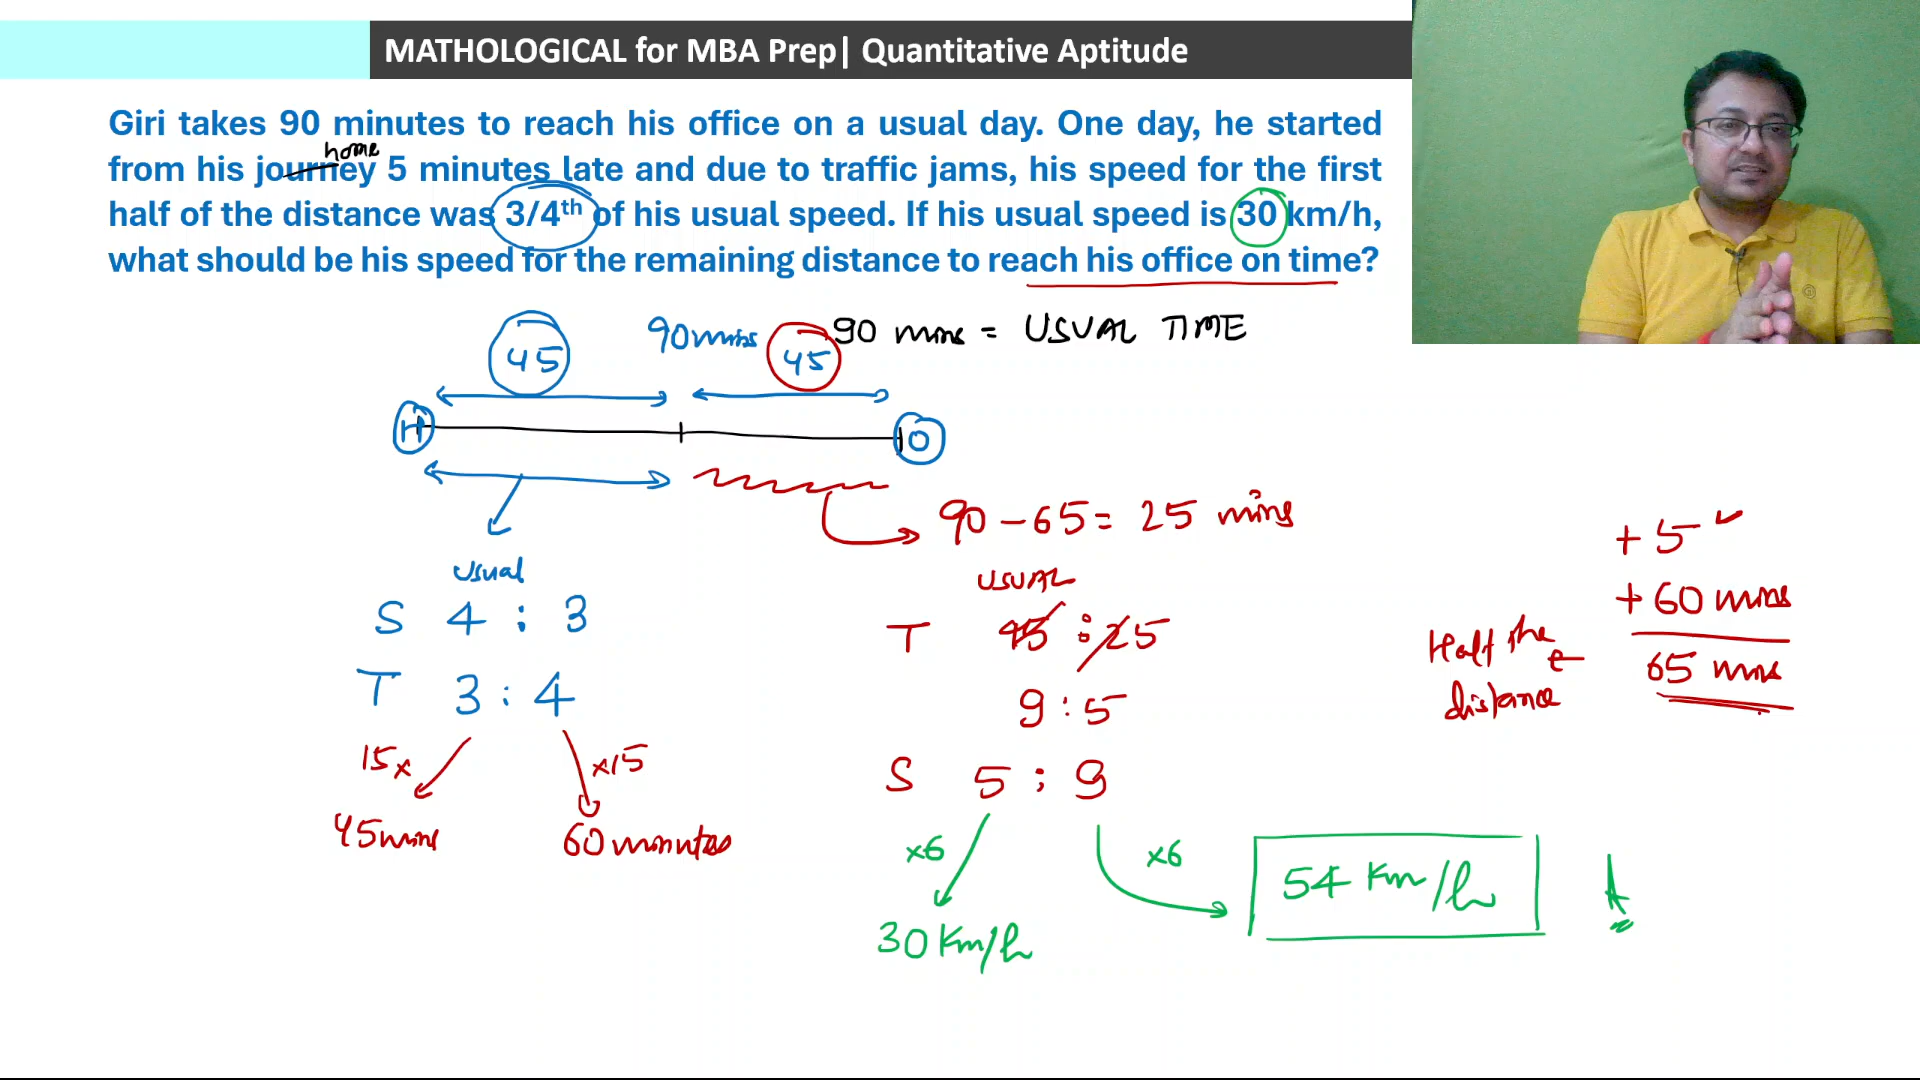 MATHOLOGICAL for MBA Prep| Quantitative Aptitude
Giri takes 90 minutes to reach his office on a usual day. One day, he started
home
from his journey 5 minutes late and due to traffic jams, his speed for the first
half of the distance was 3/4th of his usual speed. If his usual speed is 30 km/h,
what should be his speed for the remaining distance to reach his office on time?
45 90 mins 45 90 mins = USUAL TIME
H O
90 - 65 = 25 mins
usual
S 4 : 3
T 3 : 4
15x x15
45 mins 60 minutes
USUAL
T 45 : 25
9 : 5
S 5 : 9
x6 x6
30 Km/h
54 Km/h A
+ 5
+ 60 mins
65 mins
Half the
distance